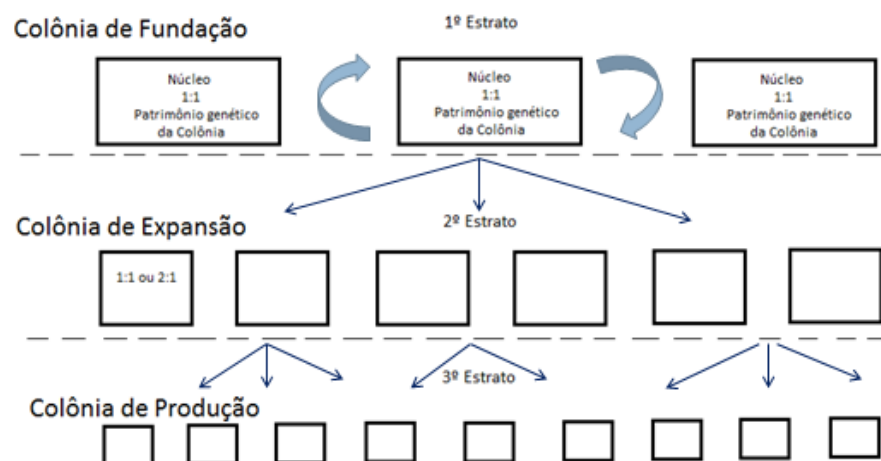 Colônia de Fundação
1º Estrato
Núcleo
1:1
Patrimônio genético
da Colônia
Núcleo
1:1
Patrimônio genético
da Colônia
Núcleo
1:1
Patrimônio genético
da Colônia
Colônia de Expansão
2º Estrato
1:1 ou 2:1
3º Estrato
Colônia de Produção